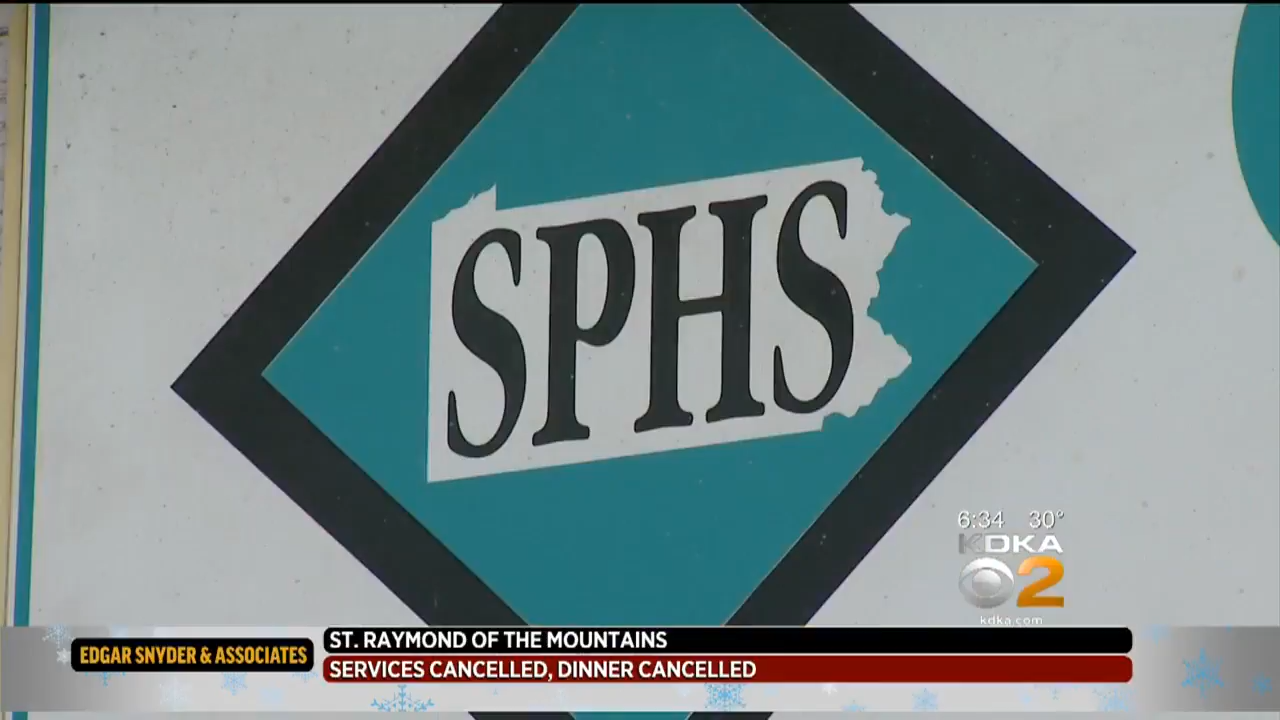 SPHS
6:34 30°
KDKA
2
kdka.com
EDGAR SNYDER & ASSOCIATES
ST. RAYMOND OF THE MOUNTAINS
SERVICES CANCELLED, DINNER CANCELLED